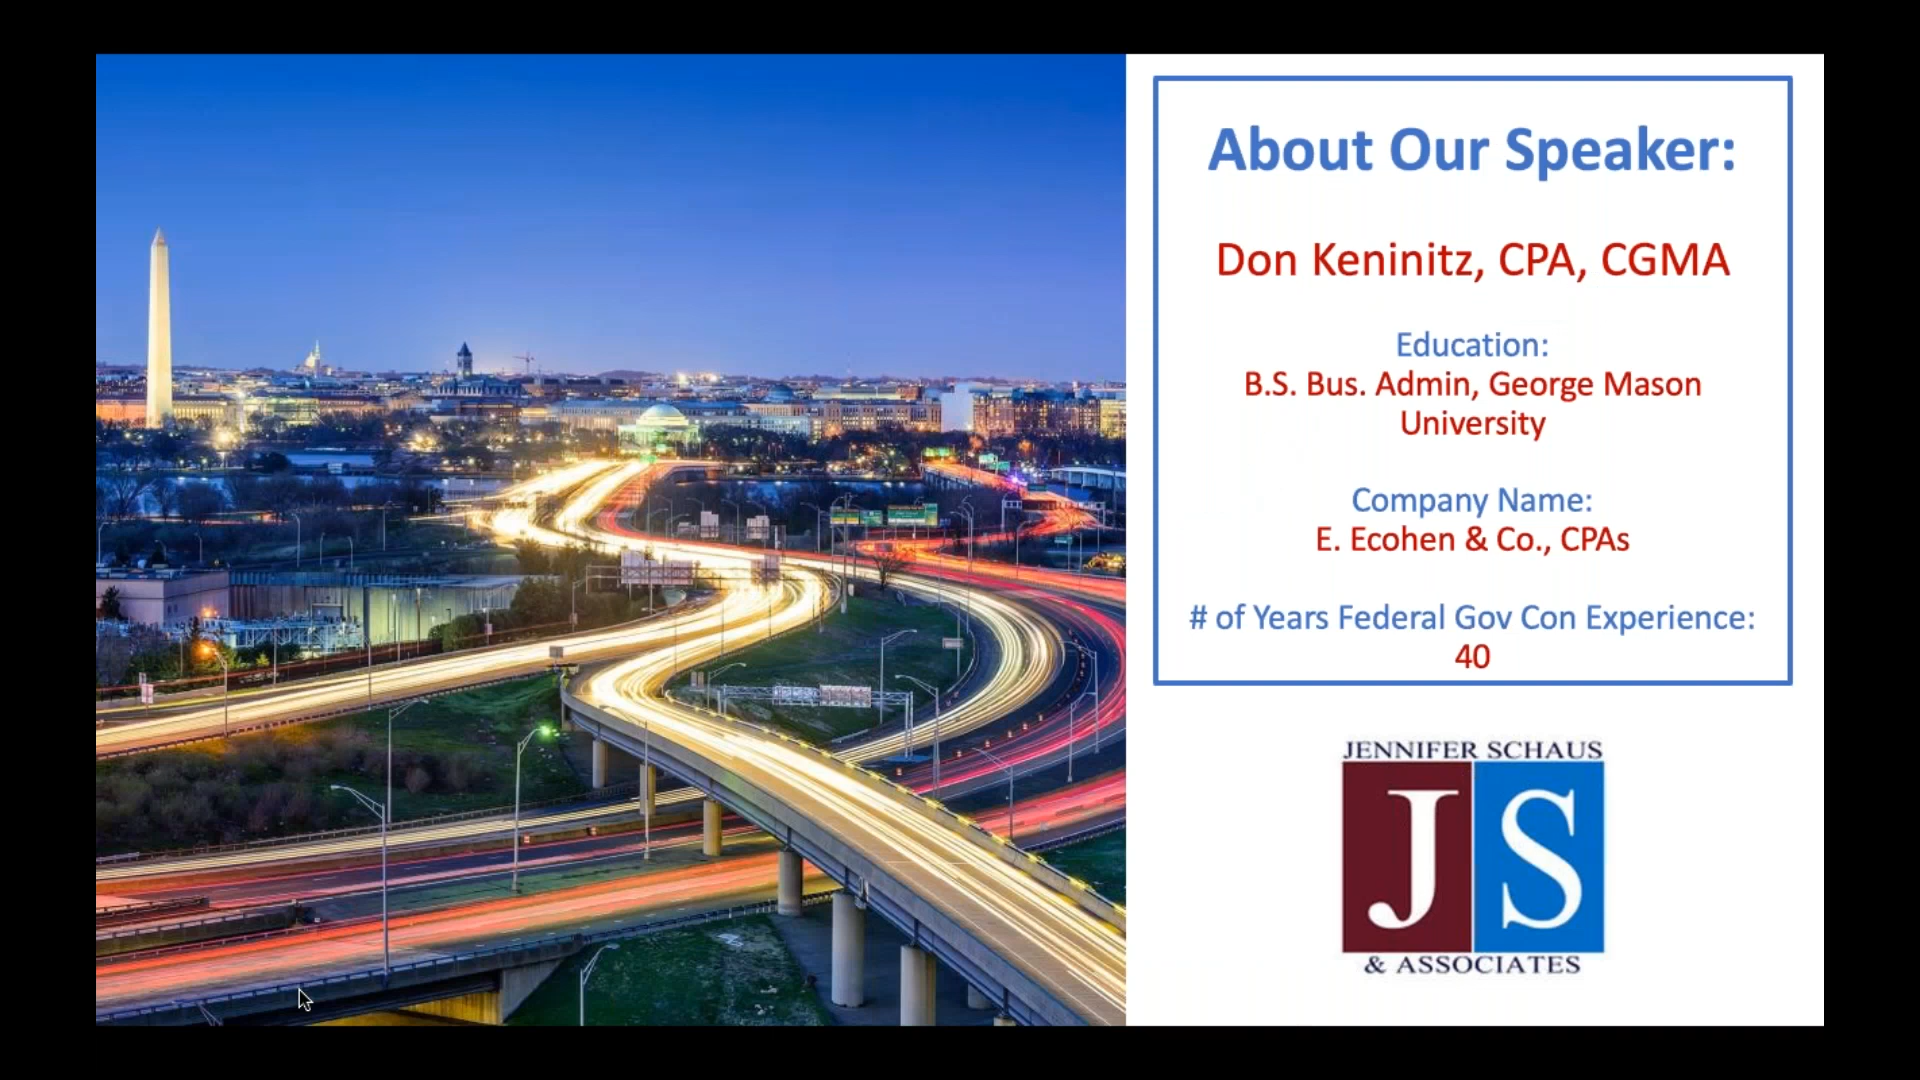 About Our Speaker:
Don Keninitz, CPA, CGMA
Education:
B.S. Bus. Admin, George Mason
University
Company Name:
E. Ecohen & Co., CPAs
# of Years Federal Gov Con Experience:
40
JENNIFER SCHAUS
JS
& ASSOCIATES